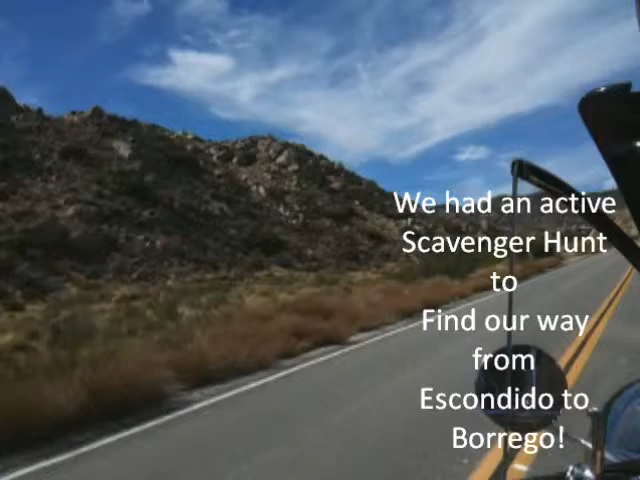 We had an active
Scavenger Hunt
to
Find our way
from
Escondido to
Borrego!